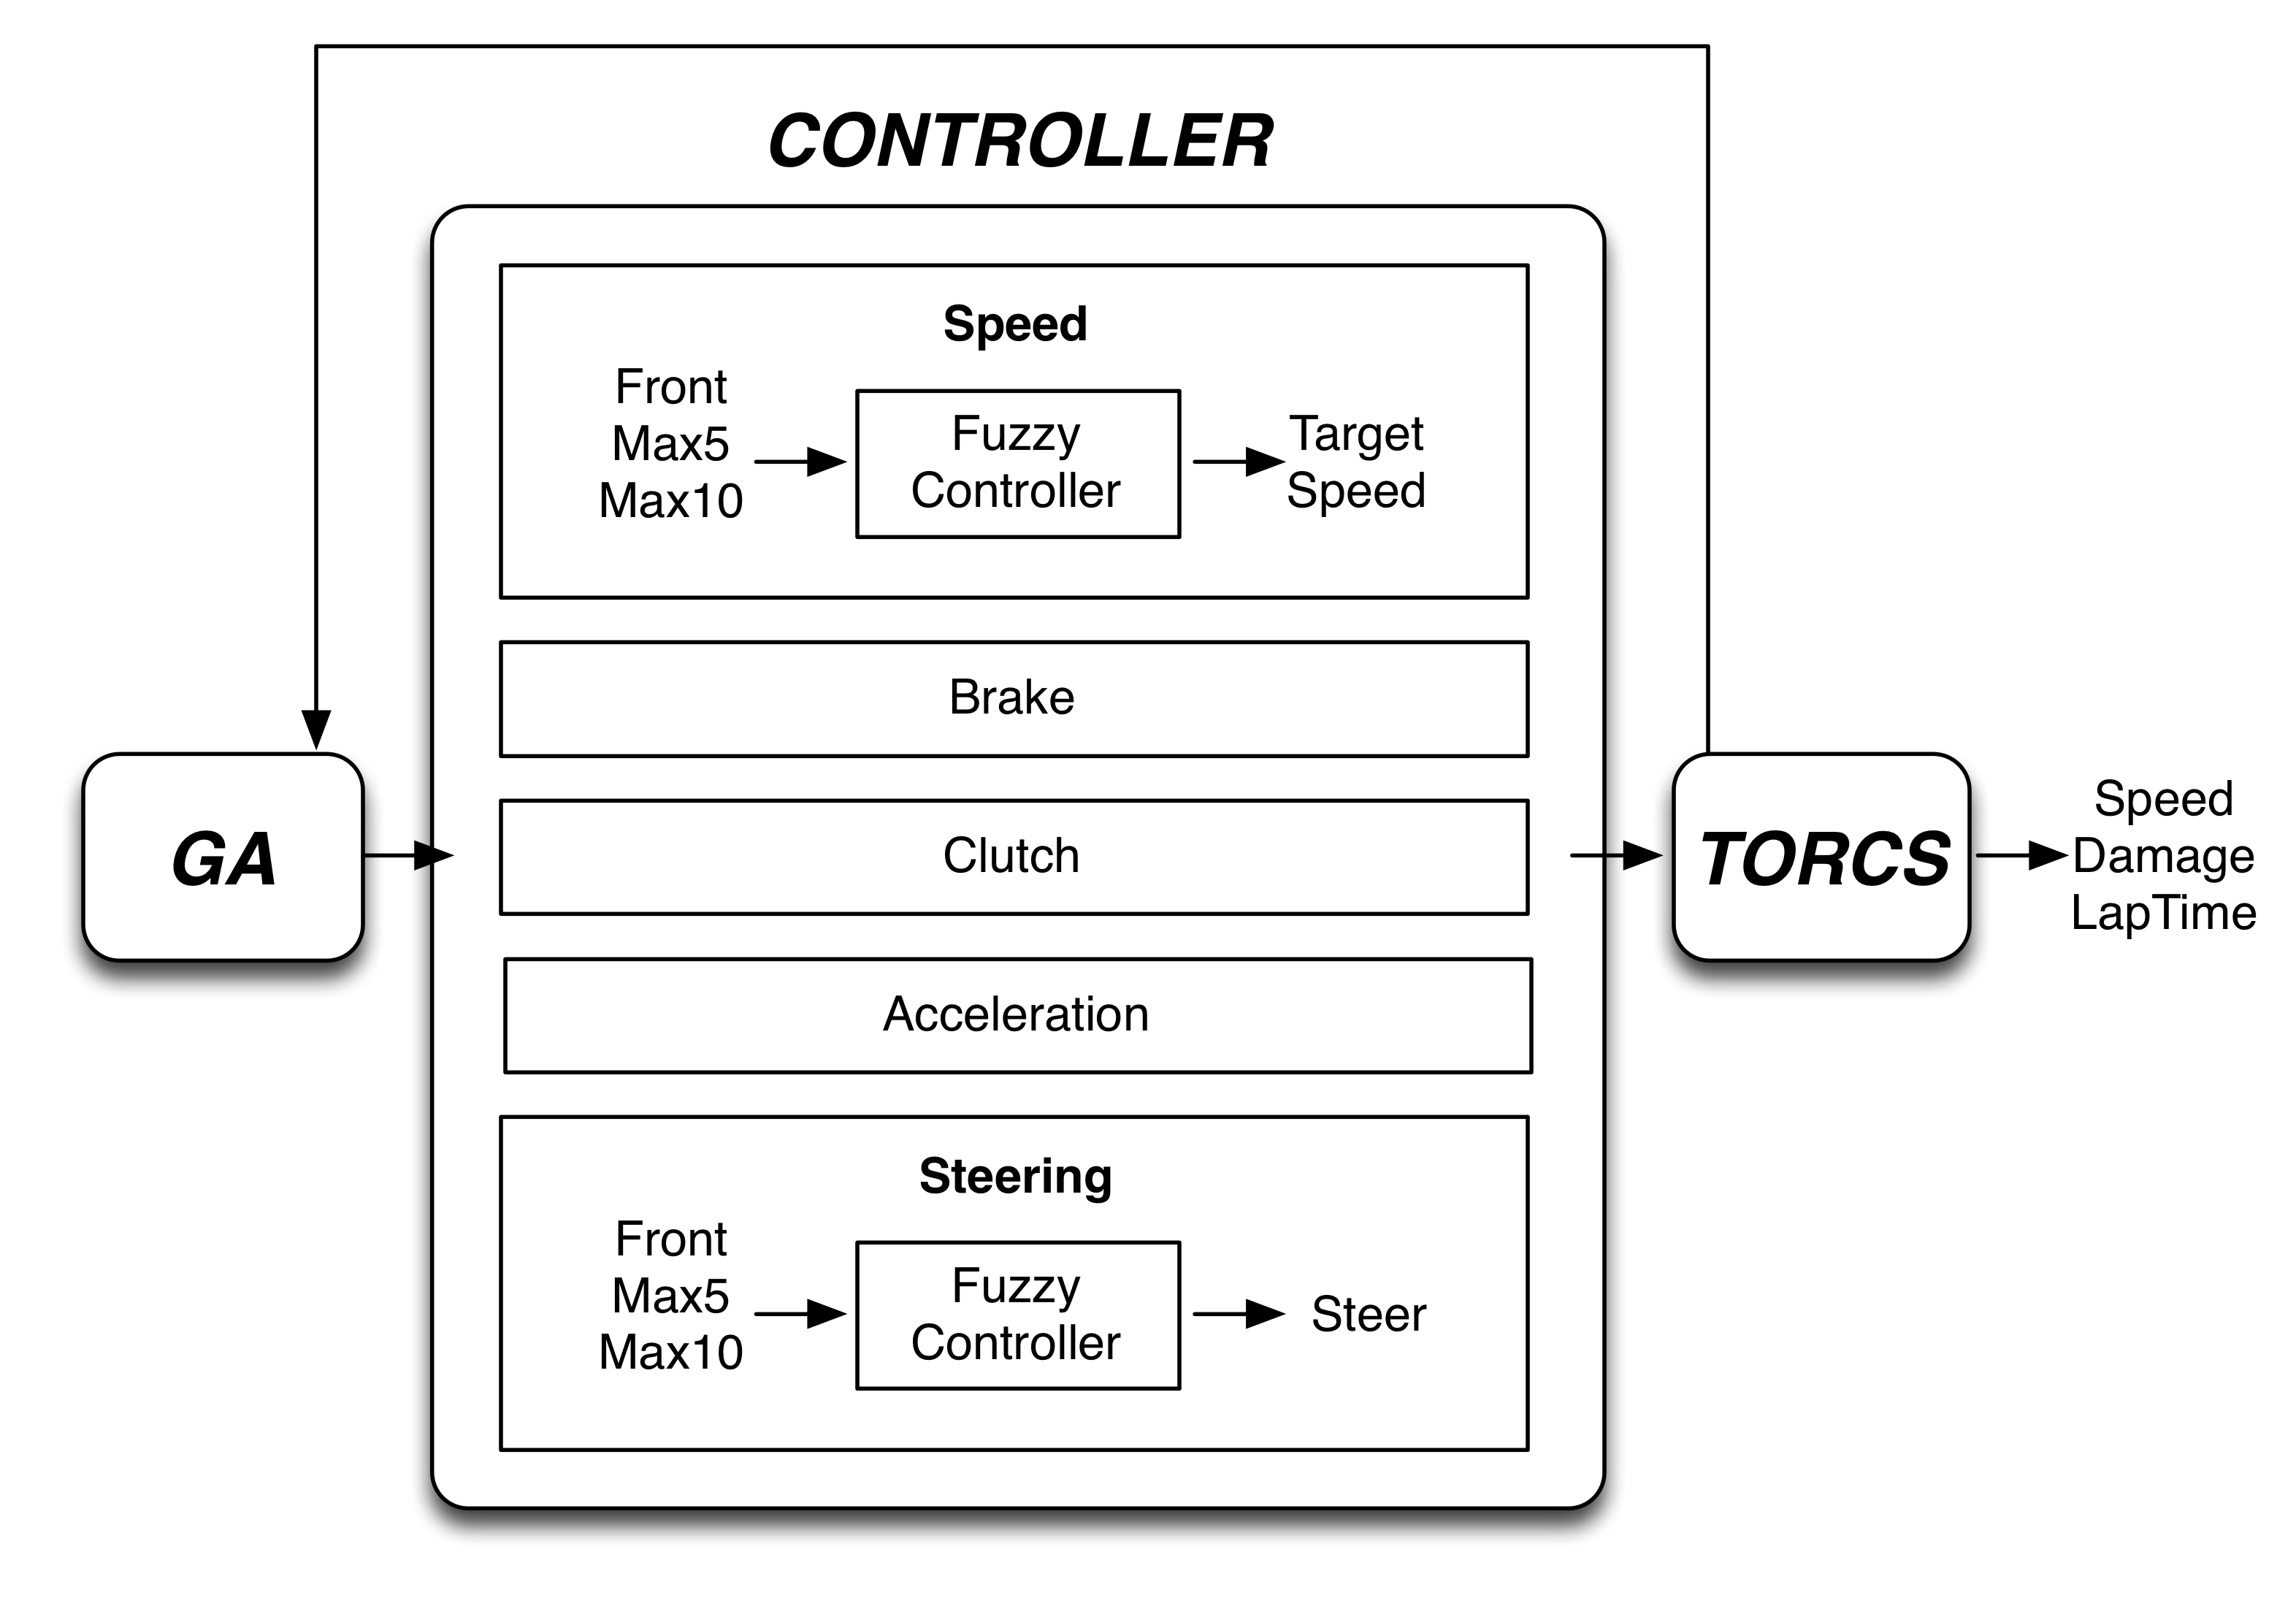 CONTROLLER
Speed
Front
Max5
Max10
Fuzzy
Controller
Target
Speed
Brake
Clutch
Acceleration
Steering
Front
Max5
Max10
Fuzzy
Controller
Steer
GA
TORCS
Speed
Damage
LapTime